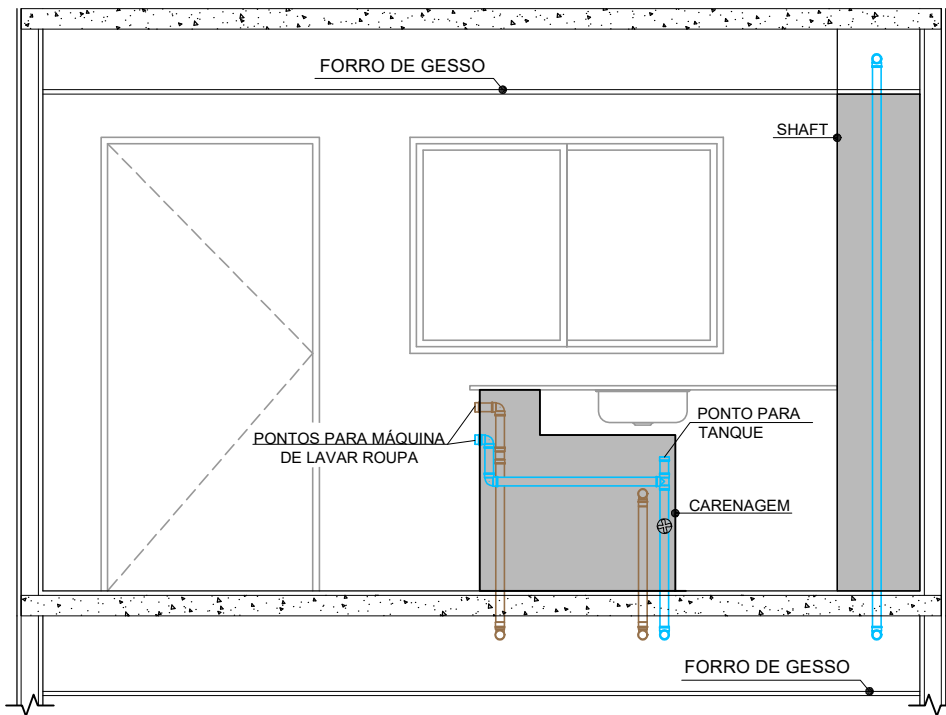 FORRO DE GESSO
SHAFT
PONTO PARA
TANQUE
PONTOS PARA MÁQUINA
DE LAVAR ROUPA
CARENAGEM
FORRO DE GESSO